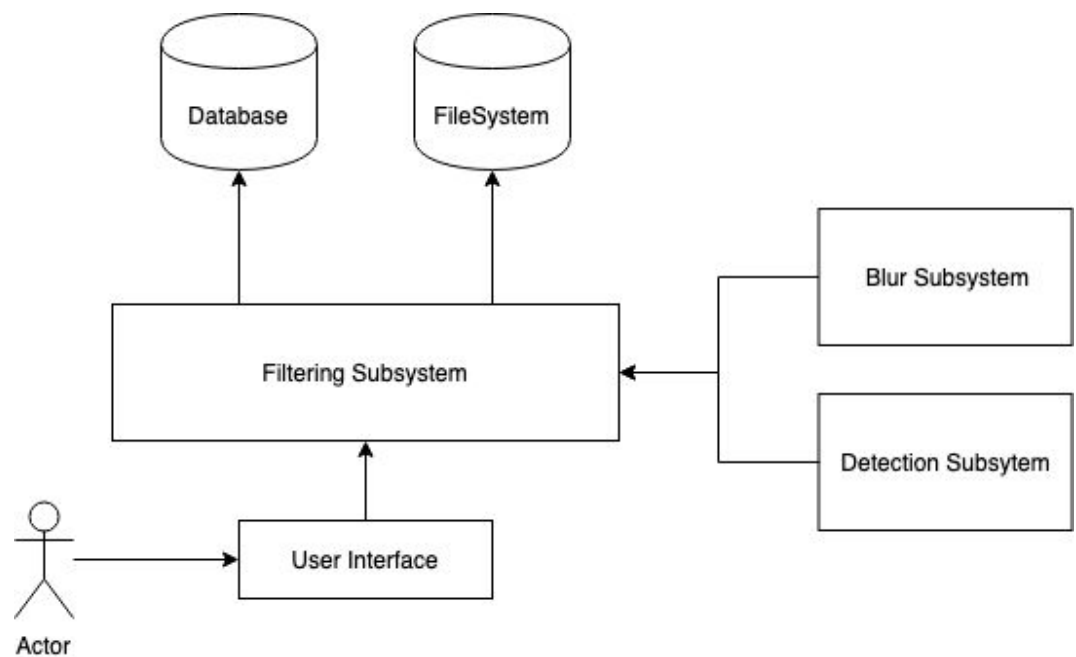 Database
FileSystem
Blur Subsystem
Filtering Subsystem
Detection Subsytem
User Interface
Actor